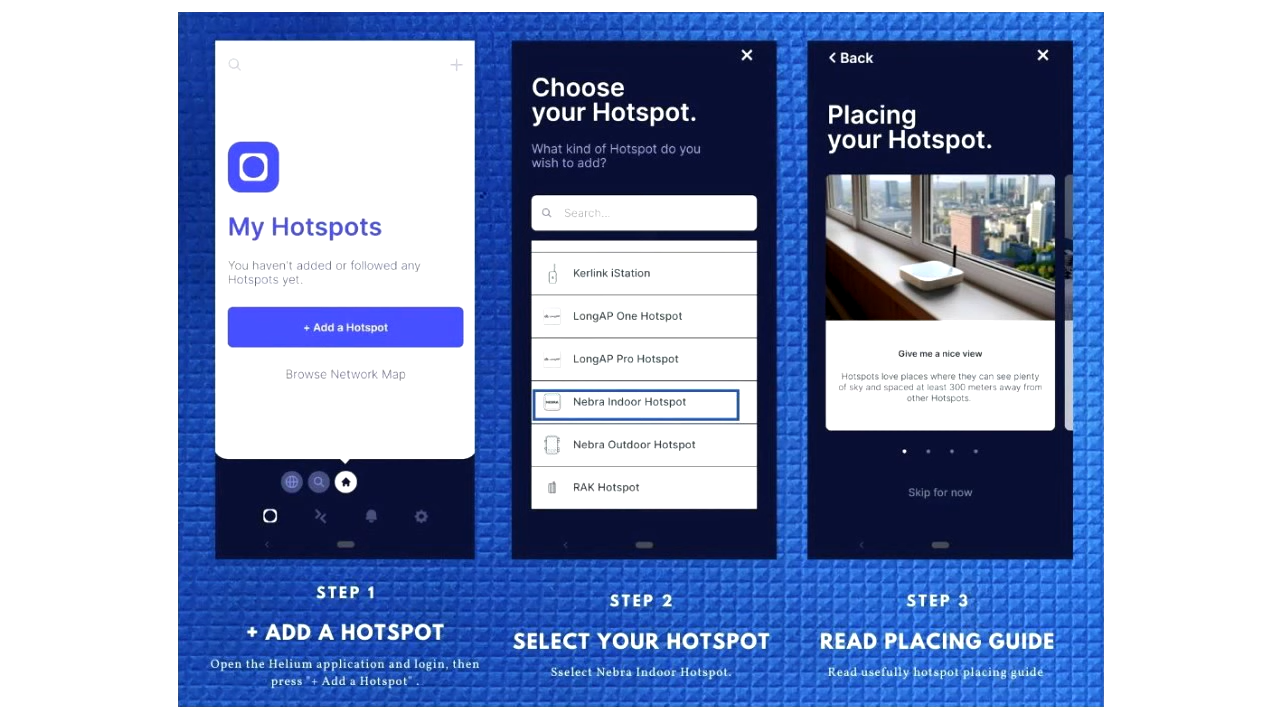 My Hotspots
You haven't added or followed any
Hotspots yet.
+ Add a Hotspot
Browse Network Map
STEP 1
+ ADD A HOTSPOT
Open the Helium application and login, then
press "+ Add a Hotspot" .
Choose
your Hotspot.
What kind of Hotspot do you
wish to add?
Search...
Kerlink iStation
LongAP One Hotspot
LongAP Pro Hotspot
Nebra Indoor Hotspot
Nebra Outdoor Hotspot
RAK Hotspot
STEP 2
SELECT YOUR HOTSPOT
Sselect Nebra Indoor Hotspot.
Back
Placing
your Hotspot.
Give me a nice view
Hotspots love places where they can see plenty
of sky and spaced at least 300 meters away from
other Hotspots.
Skip for now
STEP 3
READ PLACING GUIDE
Read usefully hotspot placing guide